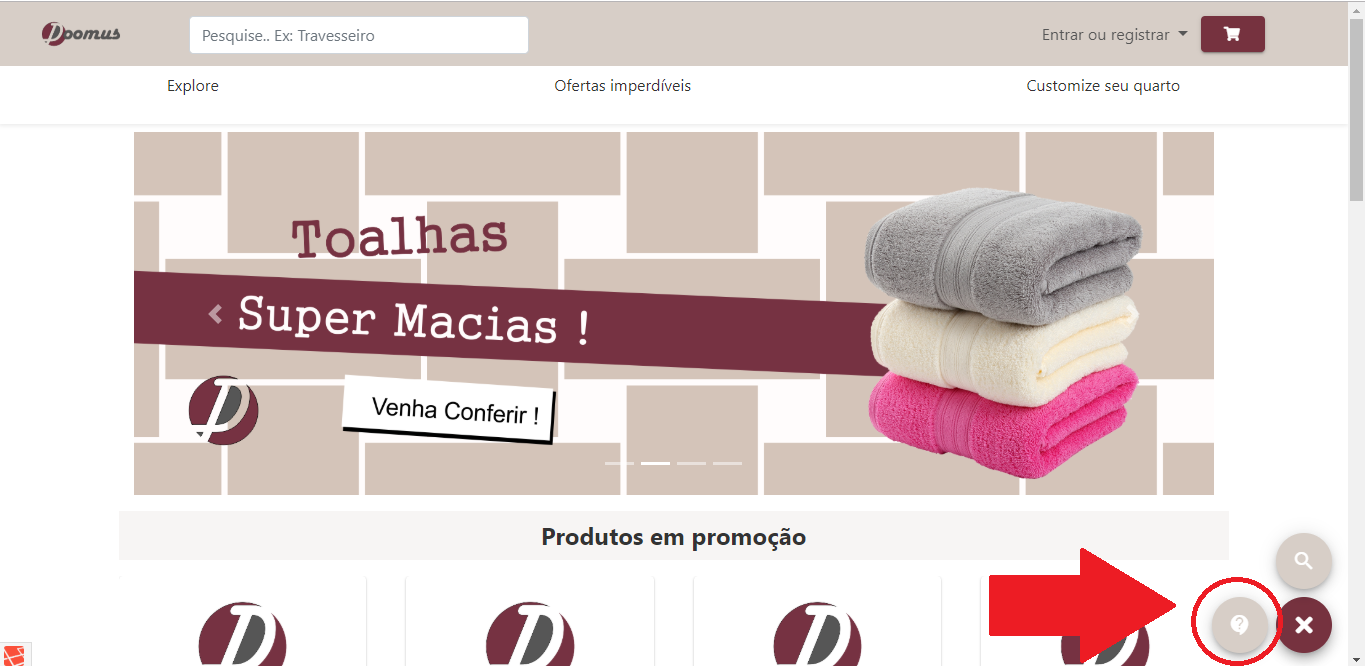 Doomus
Pesquise.. Ex: Travesseiro
Entrar ou registrar
Explore
Ofertas imperdíveis
Customize seu quarto
Toalhas
Super Macias !
Venha Conferir !
Produtos em promoção